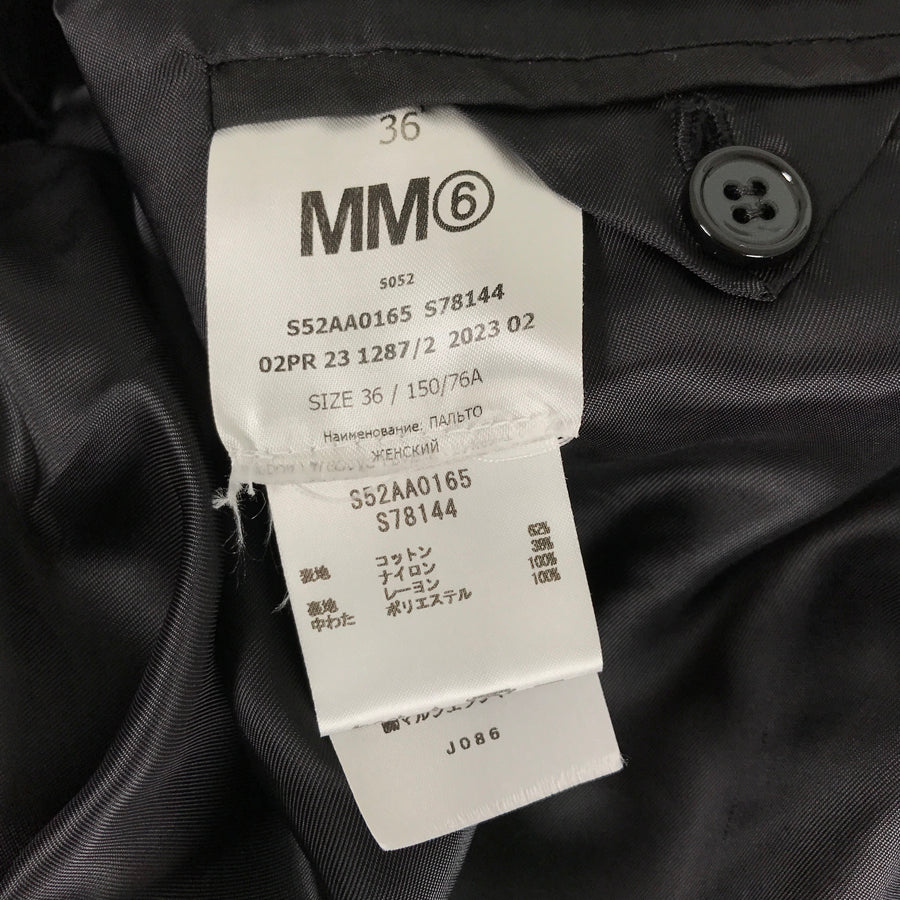 36
MM⑥
S052
S52AA0165 S78144
02PR 23 1287/2 2023 02
SIZE 36 / 150/76A
Наименование: ПАЛЬТО
ЖЕНСКИЙ
S52AA0165
S78144
表地 コットン 62%
ナイロン 38%
裏地 レーヨン 100%
中わた ポリエステル 100%
J086